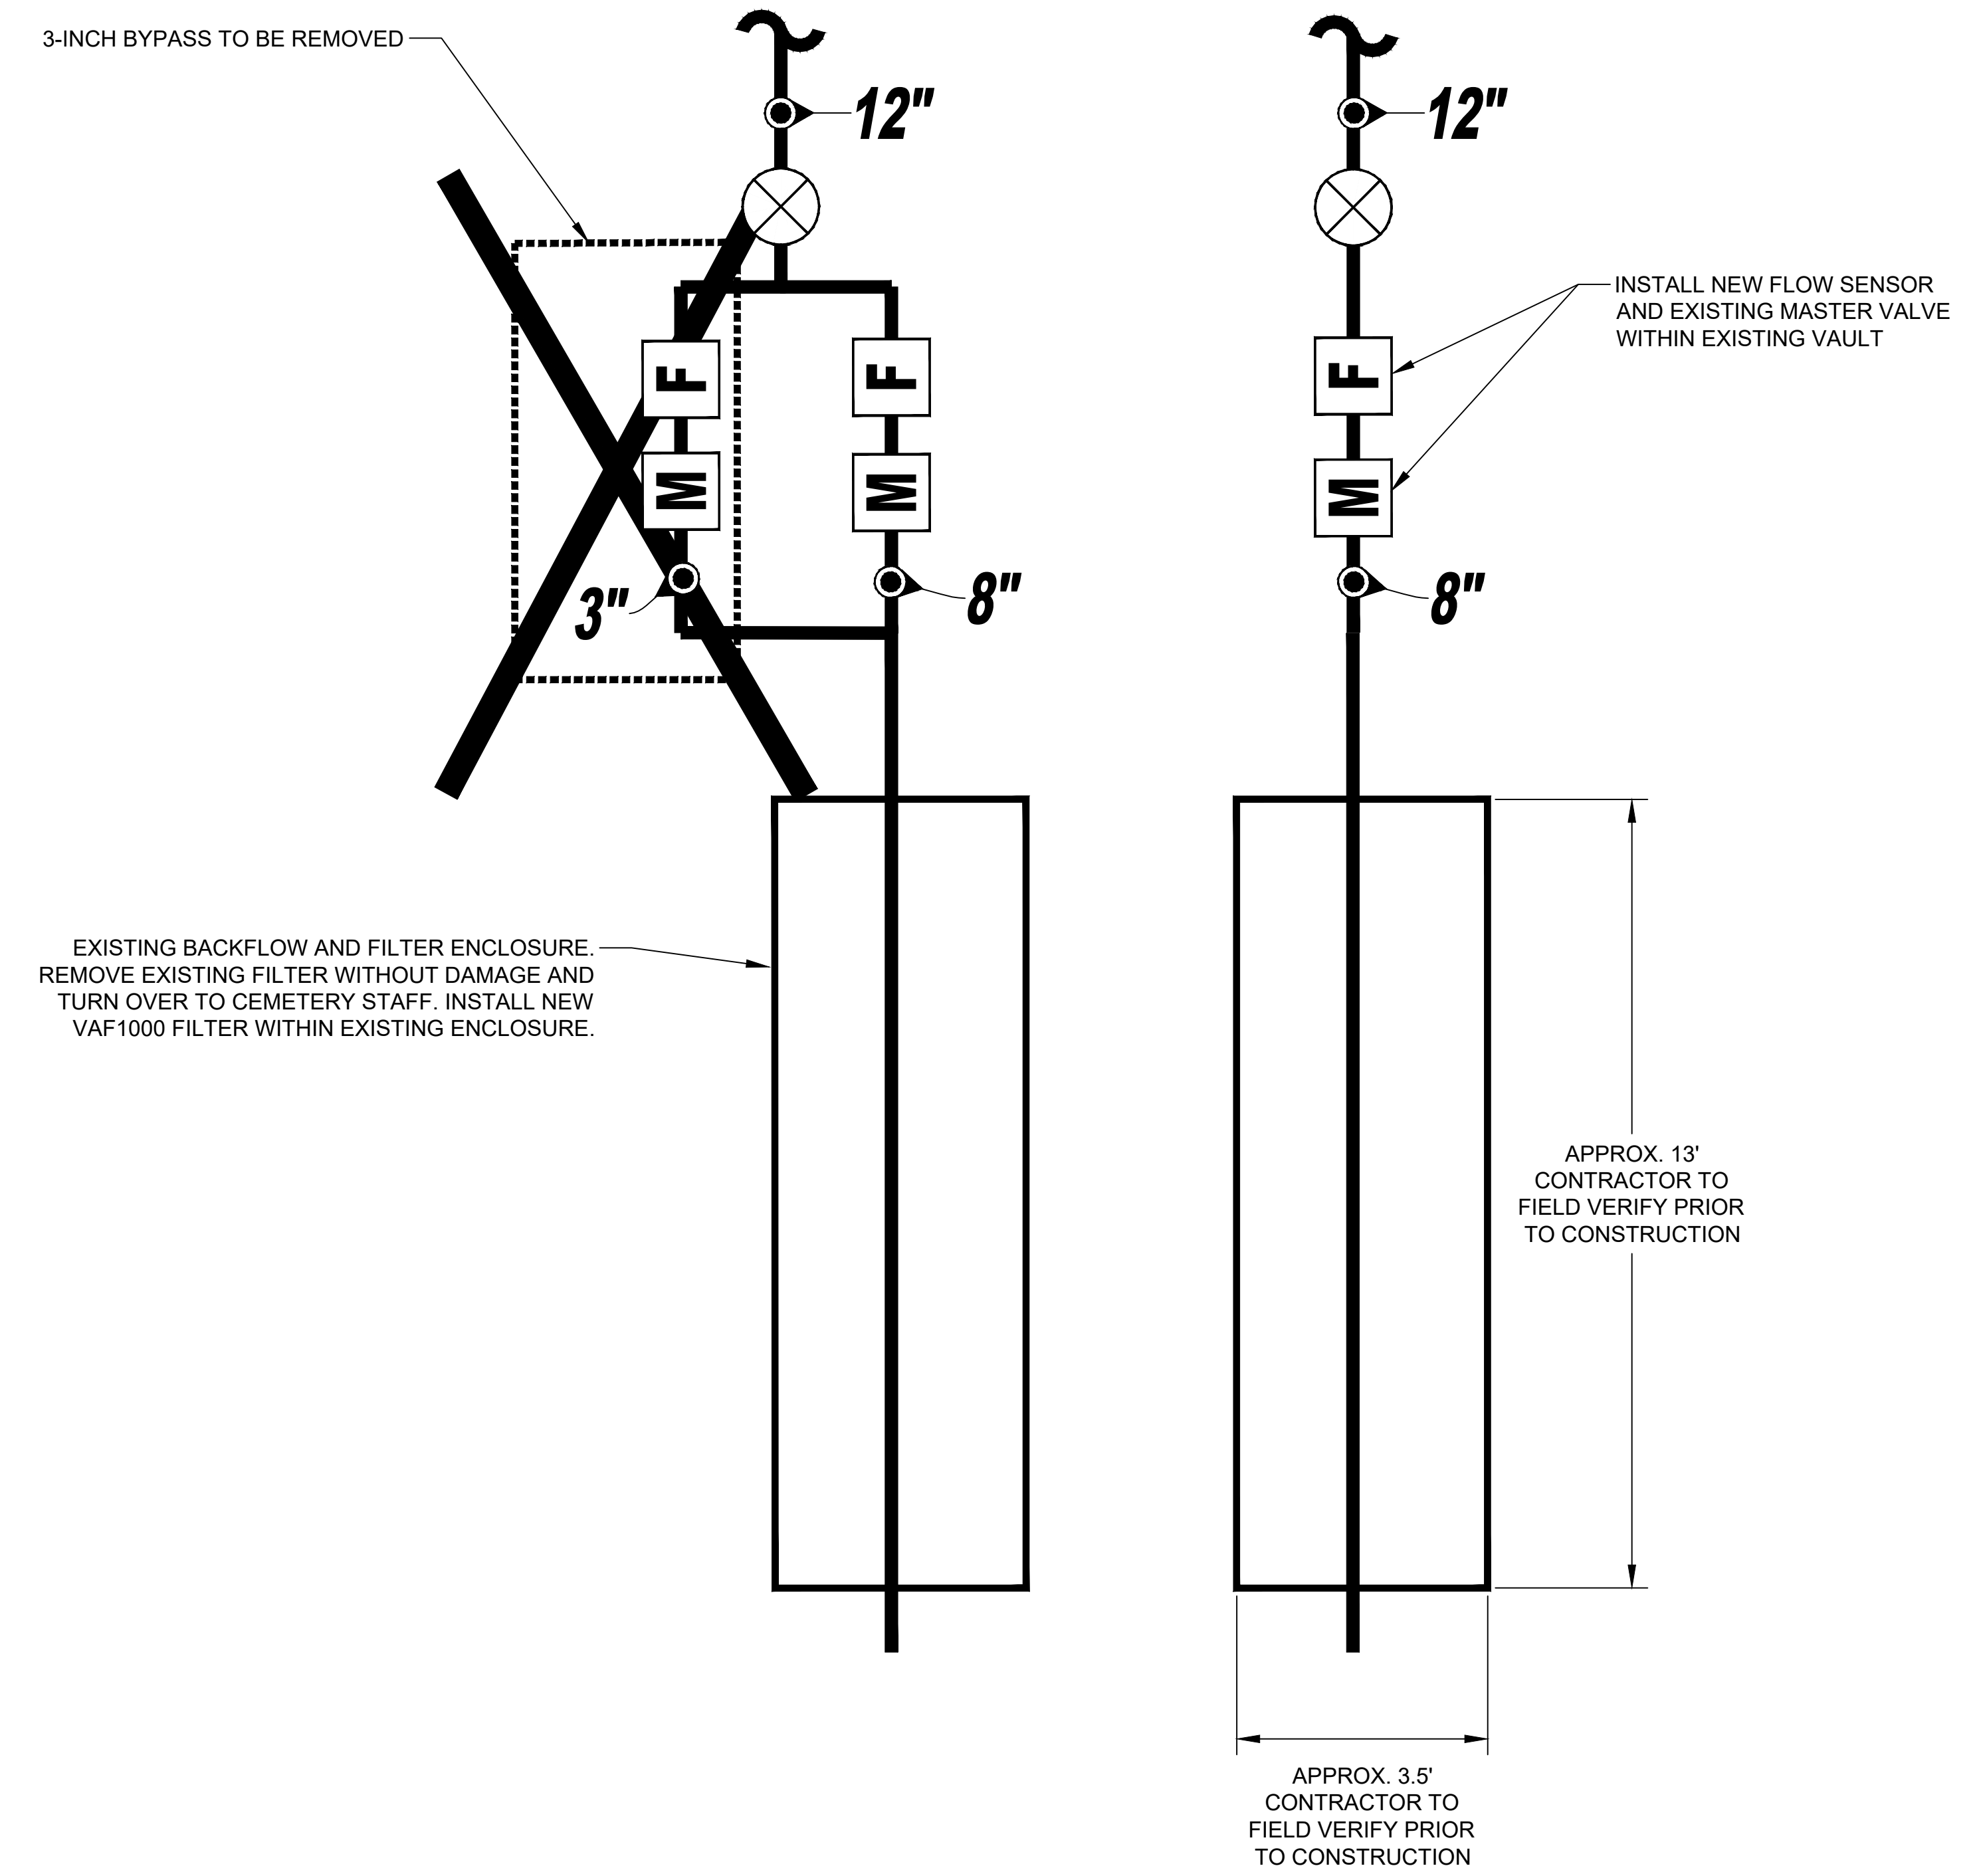 3-INCH BYPASS TO BE REMOVED
12"
12"
INSTALL NEW FLOW SENSOR
AND EXISTING MASTER VALVE
WITHIN EXISTING VAULT
F
F
F
M
M
M
3"
8"
8"
EXISTING BACKFLOW AND FILTER ENCLOSURE.
REMOVE EXISTING FILTER WITHOUT DAMAGE AND
TURN OVER TO CEMETERY STAFF. INSTALL NEW
VAF1000 FILTER WITHIN EXISTING ENCLOSURE.
APPROX. 13'
CONTRACTOR TO
FIELD VERIFY PRIOR
TO CONSTRUCTION
APPROX. 3.5'
CONTRACTOR TO
FIELD VERIFY PRIOR
TO CONSTRUCTION